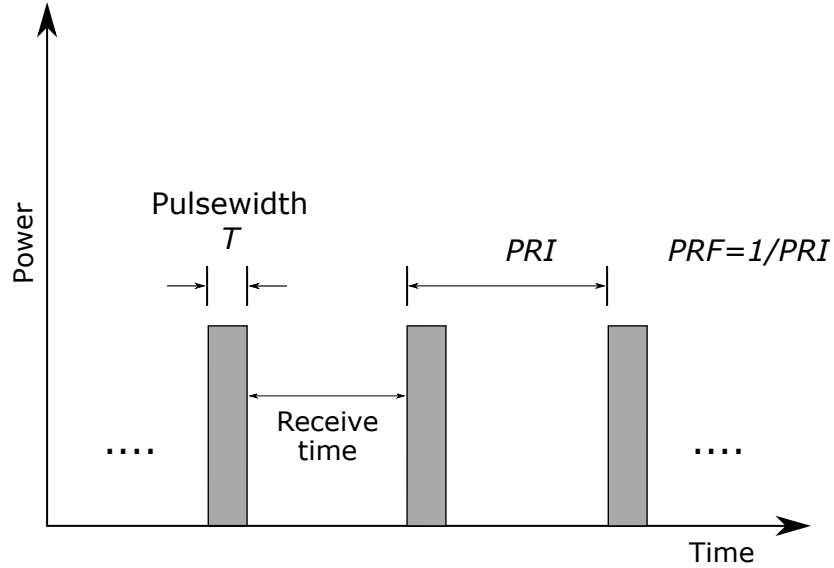 Pulsewidth
T
PRI
PRF=1/PRI
Power
Receive
time
....
....
Time